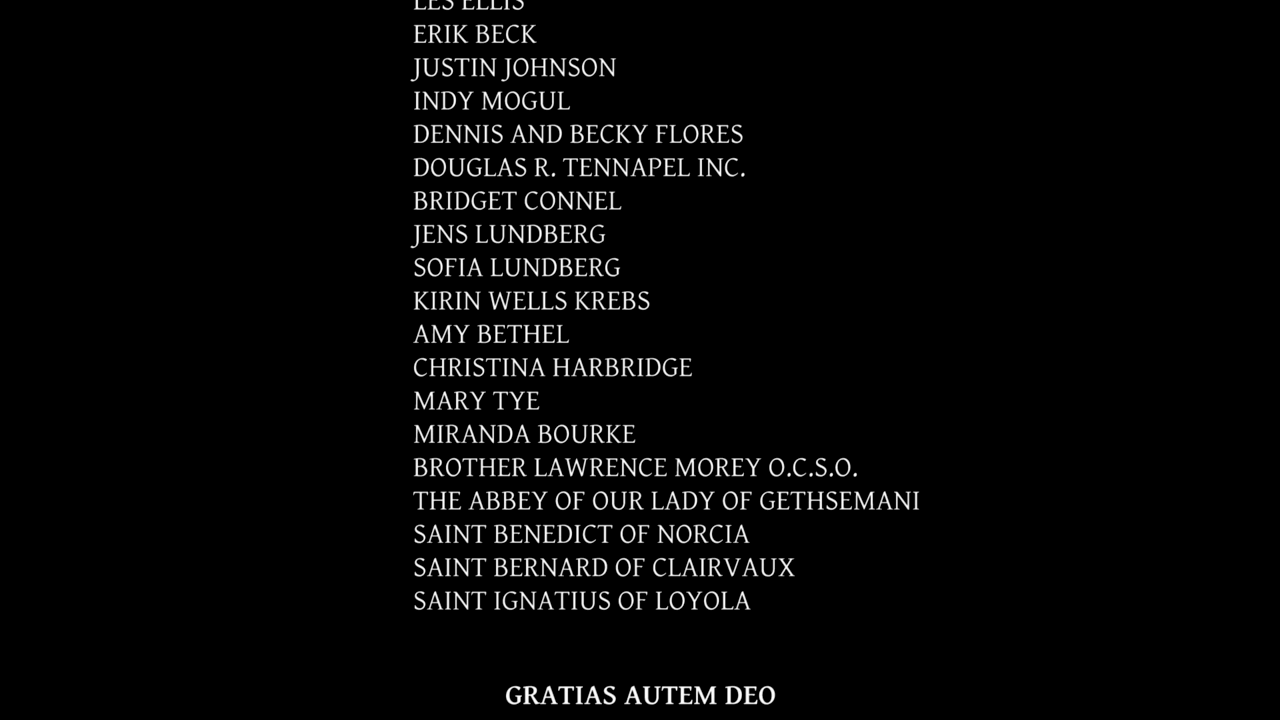 LES ELLIS
ERIK BECK
JUSTIN JOHNSON
INDY MOGUL
DENNIS AND BECKY FLORES
DOUGLAS R. TENNAPEL INC.
BRIDGET CONNEL
JENS LUNDBERG
SOFIA LUNDBERG
KIRIN WELLS KREBS
AMY BETHEL
CHRISTINA HARBRIDGE
MARY TYE
MIRANDA BOURKE
BROTHER LAWRENCE MOREY O.C.S.O.
THE ABBEY OF OUR LADY OF GETHSEMANI
SAINT BENEDICT OF NORCIA
SAINT BERNARD OF CLAIRVAUX
SAINT IGNATIUS OF LOYOLA
GRATIAS AUTEM DEO